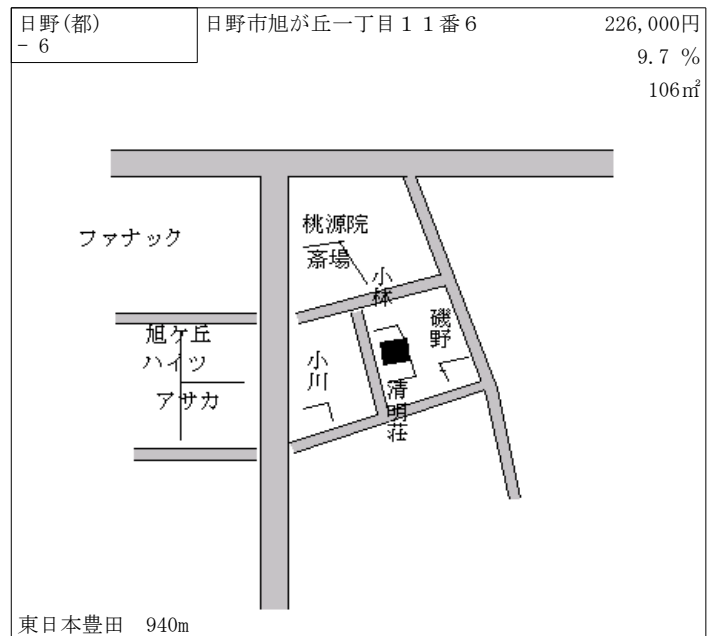 日野(都)
- 6
日野市旭が丘一丁目１１番６
226,000円
9.7 %
106㎡
ファナック
桃源院
斎場
小林
磯野
旭ケ丘
ハイツ
アサカ
小川
清明荘
東日本豊田 940m